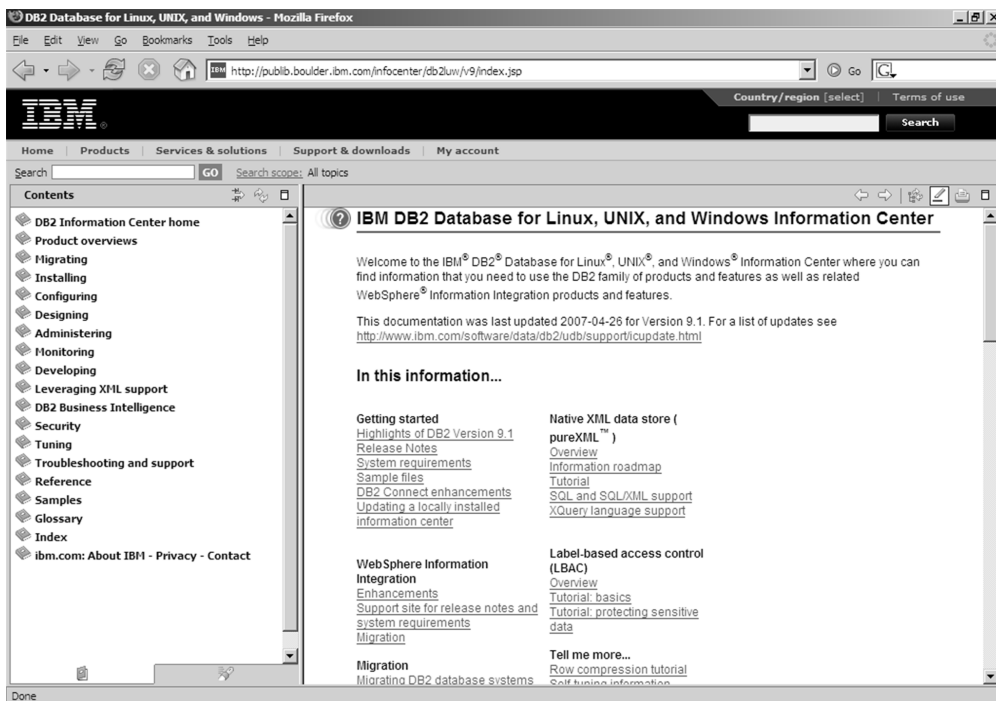 DB2 Database for Linux, UNIX, and Windows - Mozilla Firefox
File Edit View Go Bookmarks Tools Help
http://publib.boulder.ibm.com/infocenter/db2luw/v9/index.jsp Go G
Country/region [select] | Terms of use
IBM®
Search
Home | Products | Services & solutions | Support & downloads | My account
Search GO Search scope: All topics
Contents
DB2 Information Center home
Product overviews
Migrating
Installing
Configuring
Designing
Administering
Monitoring
Developing
Leveraging XML support
DB2 Business Intelligence
Security
Tuning
Troubleshooting and support
Reference
Samples
Glossary
Index
ibm.com: About IBM - Privacy - Contact
IBM DB2 Database for Linux, UNIX, and Windows Information Center
Welcome to the IBM® DB2® Database for Linux®, UNIX®, and Windows® Information Center where you can
find information that you need to use the DB2 family of products and features as well as related
WebSphere® Information Integration products and features.
This documentation was last updated 2007-04-26 for Version 9.1. For a list of updates see
http://www.ibm.com/software/data/db2/udb/support/icupdate.html
In this information...
Getting started
Highlights of DB2 Version 9.1
Release Notes
System requirements
Sample files
DB2 Connect enhancements
Updating a locally installed
information center
WebSphere Information
Integration
Enhancements
Support site for release notes and
system requirements
Migration
Migration
Migrating DB2 database systems
Native XML data store (
pureXML™ )
Overview
Information roadmap
Tutorial
SQL and SQL/XML support
XQuery language support
Label-based access control
(LBAC)
Overview
Tutorial: basics
Tutorial: protecting sensitive
data
Tell me more...
Row compression tutorial
Self tuning information
Done